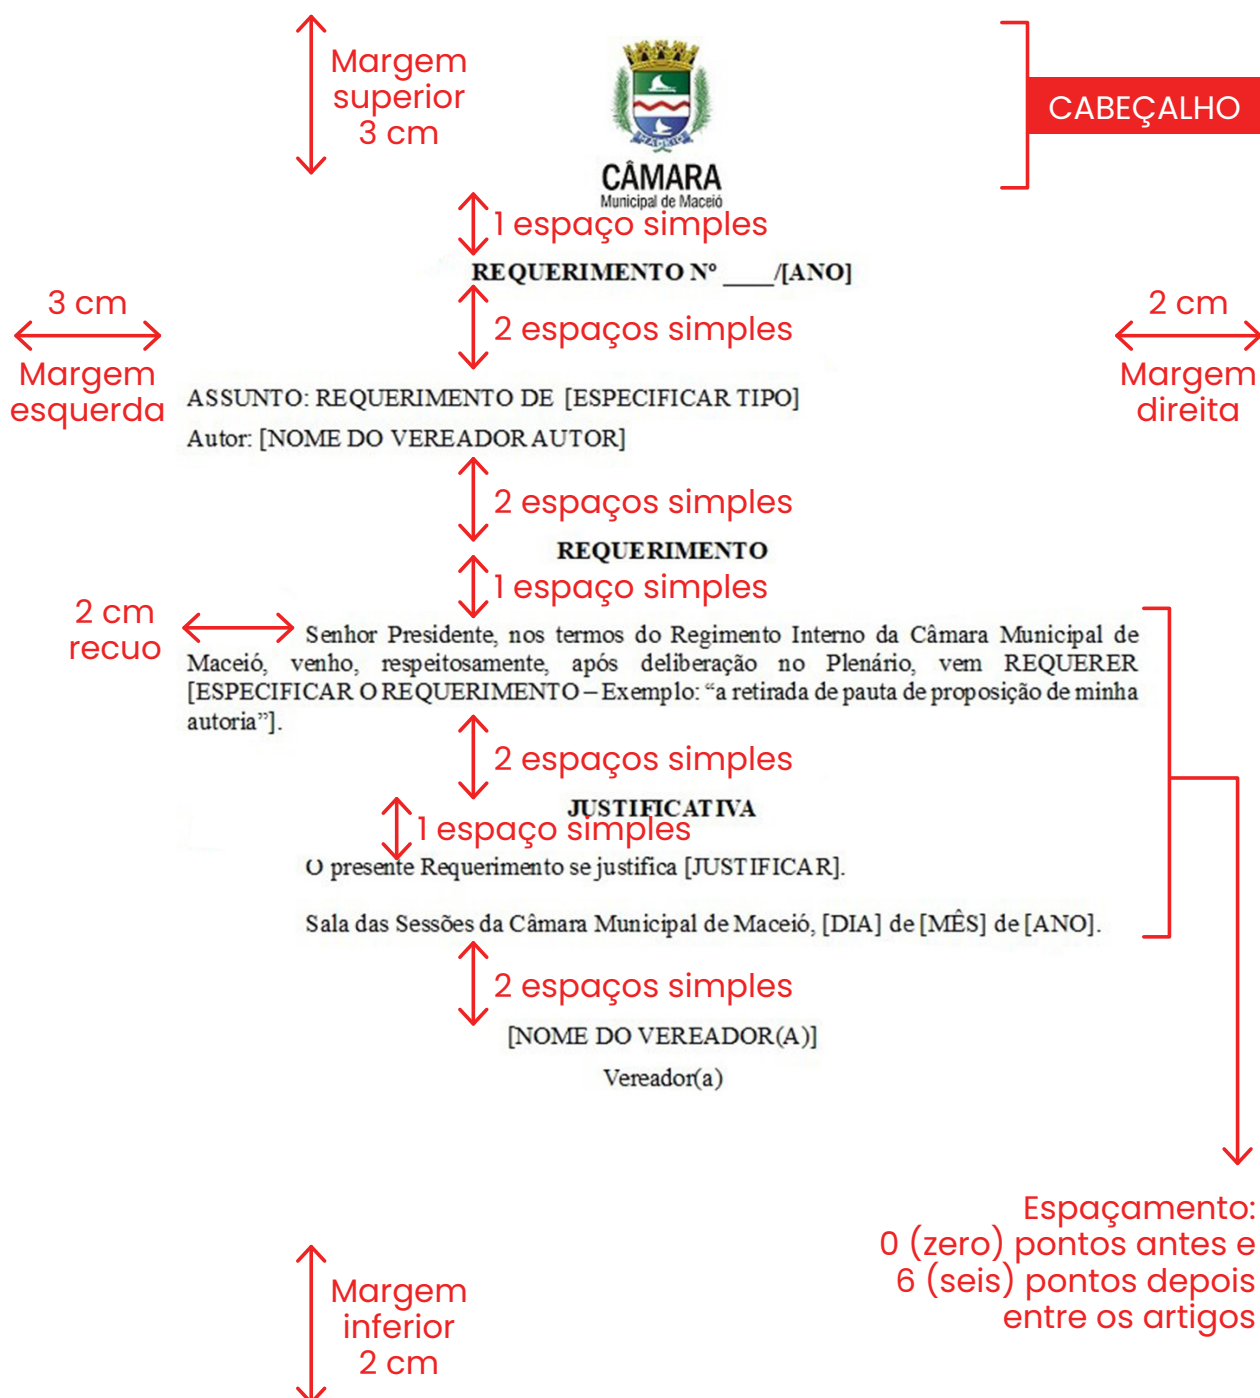 Margem
superior
3 cm
MACEIÓ
CABEÇALHO
CÂMARA
Municipal de Maceió
1 espaço simples
REQUERIMENTO Nº ____/[ANO]
3 cm
Margem
esquerda
2 espaços simples
2 cm
Margem
direita
ASSUNTO: REQUERIMENTO DE [ESPECIFICAR TIPO]
Autor: [NOME DO VEREADOR AUTOR]
2 espaços simples
REQUERIMENTO
1 espaço simples
2 cm
recuo
Senhor Presidente, nos termos do Regimento Interno da Câmara Municipal de
Maceió, venho, respeitosamente, após deliberação no Plenário, vem REQUERER
[ESPECIFICAR O REQUERIMENTO – Exemplo: “a retirada de pauta de proposição de minha
autoria”].
2 espaços simples
JUSTIFICATIVA
1 espaço simples
O presente Requerimento se justifica [JUSTIFICAR].
Sala das Sessões da Câmara Municipal de Maceió, [DIA] de [MÊS] de [ANO].
2 espaços simples
[NOME DO VEREADOR(A)]
Vereador(a)
Espaçamento:
0 (zero) pontos antes e
6 (seis) pontos depois
entre os artigos
Margem
inferior
2 cm